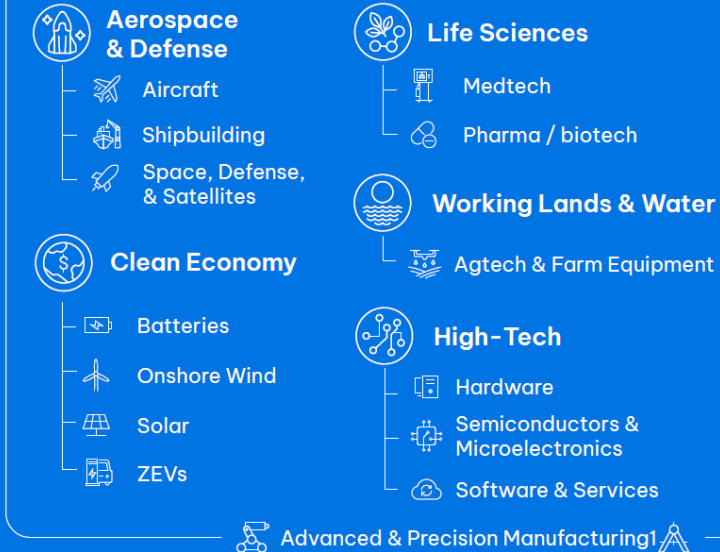 Aerospace
& Defense
Aircraft
Shipbuilding
Space, Defense,
& Satellites
Clean Economy
$
Batteries
Onshore Wind
Solar
ZEVs
Life Sciences
Medtech
Pharma / biotech
Working Lands & Water
Agtech & Farm Equipment
High-Tech
Hardware
Semiconductors &
Microelectronics
Software & Services
Advanced & Precision Manufacturing1